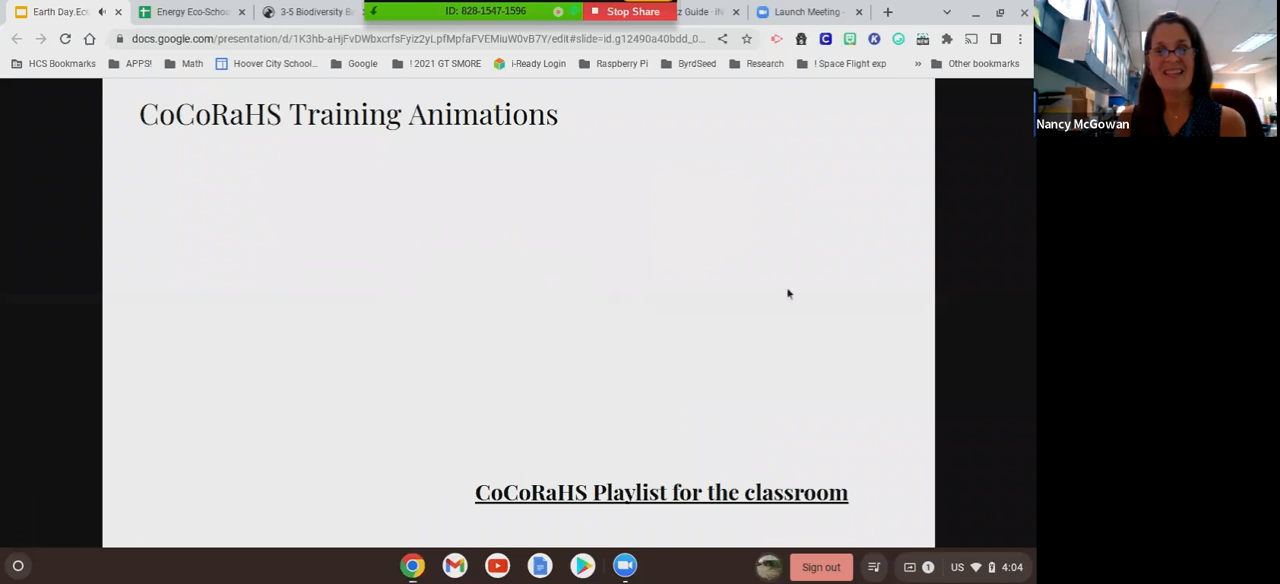 Earth Day.Ec
Energy Eco-Schoo
3-5 Biodiversity B
ID: 828-1547-1596
Stop Share
z Guide - iN
Launch Meeting -
docs.google.com/presentation/d/1K3hb-aHjFvDWbxcrfsFyiz2yLpfMpfaFVEMiuW0vB7Y/edit#slide=id.g12490a40bdd_0...
HCS Bookmarks
APPS!
Math
Hoover City School...
Google
! 2021 GT SMORE
i-Ready Login
Raspberry Pi
ByrdSeed
Research
! Space Flight exp
»
Other bookmarks
Nancy McGowan
CoCoRaHS Training Animations
CoCoRaHS Playlist for the classroom
Sign out
1
US
4:04